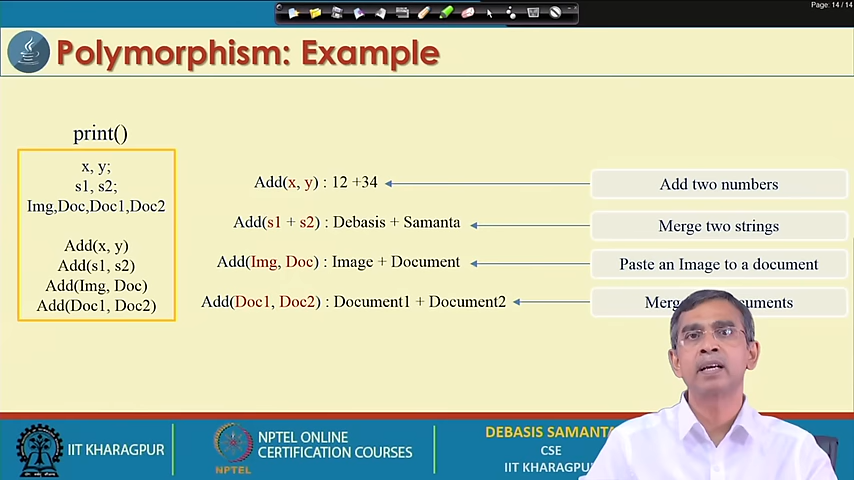 Page: 14 / 14
Polymorphism: Example
print()
x, y;
s1, s2;
Img,Doc,Doc1,Doc2
Add(x, y)
Add(s1, s2)
Add(Img, Doc)
Add(Doc1, Doc2)
Add(x, y) : 12 +34
Add two numbers
Add(s1 + s2) : Debasis + Samanta
Merge two strings
Add(Img, Doc) : Image + Document
Paste an Image to a document
Add(Doc1, Doc2) : Document1 + Document2
IIT KHARAGPUR
NPTEL
NPTEL ONLINE
CERTIFICATION COURSES
DEBASIS SAMANTA
CSE
IIT KHARAGPUR